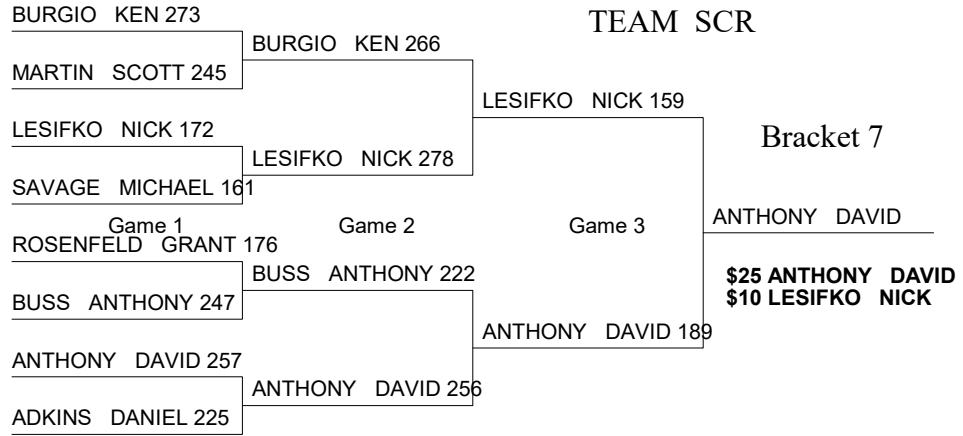 TEAM SCR
Bracket 7
BURGIO KEN 273
MARTIN SCOTT 245
LESIFKO NICK 172
SAVAGE MICHAEL 161
Game 1
ROSENFELD GRANT 176
BUSS ANTHONY 247
ANTHONY DAVID 257
ADKINS DANIEL 225
BURGIO KEN 266
LESIFKO NICK 278
Game 2
BUSS ANTHONY 222
ANTHONY DAVID 256
LESIFKO NICK 159
Game 3
ANTHONY DAVID 189
ANTHONY DAVID
$25 ANTHONY DAVID
$10 LESIFKO NICK